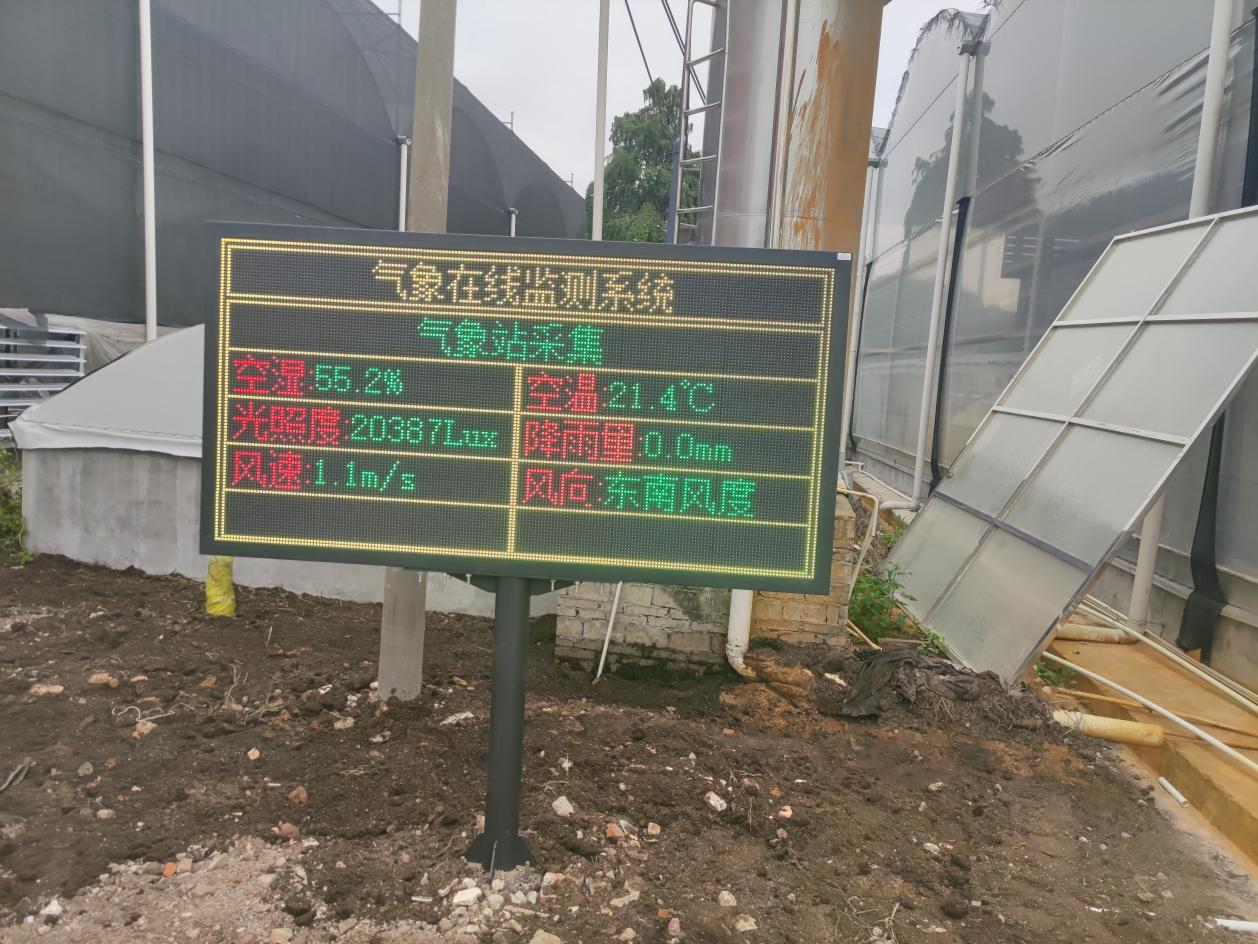 气象在线监测系统
气象站采集
空湿:55.2% 空温:21.4℃
光照度:20387Lux 降雨量:0.0mm
风速:1.1m/s 风向:东南风度